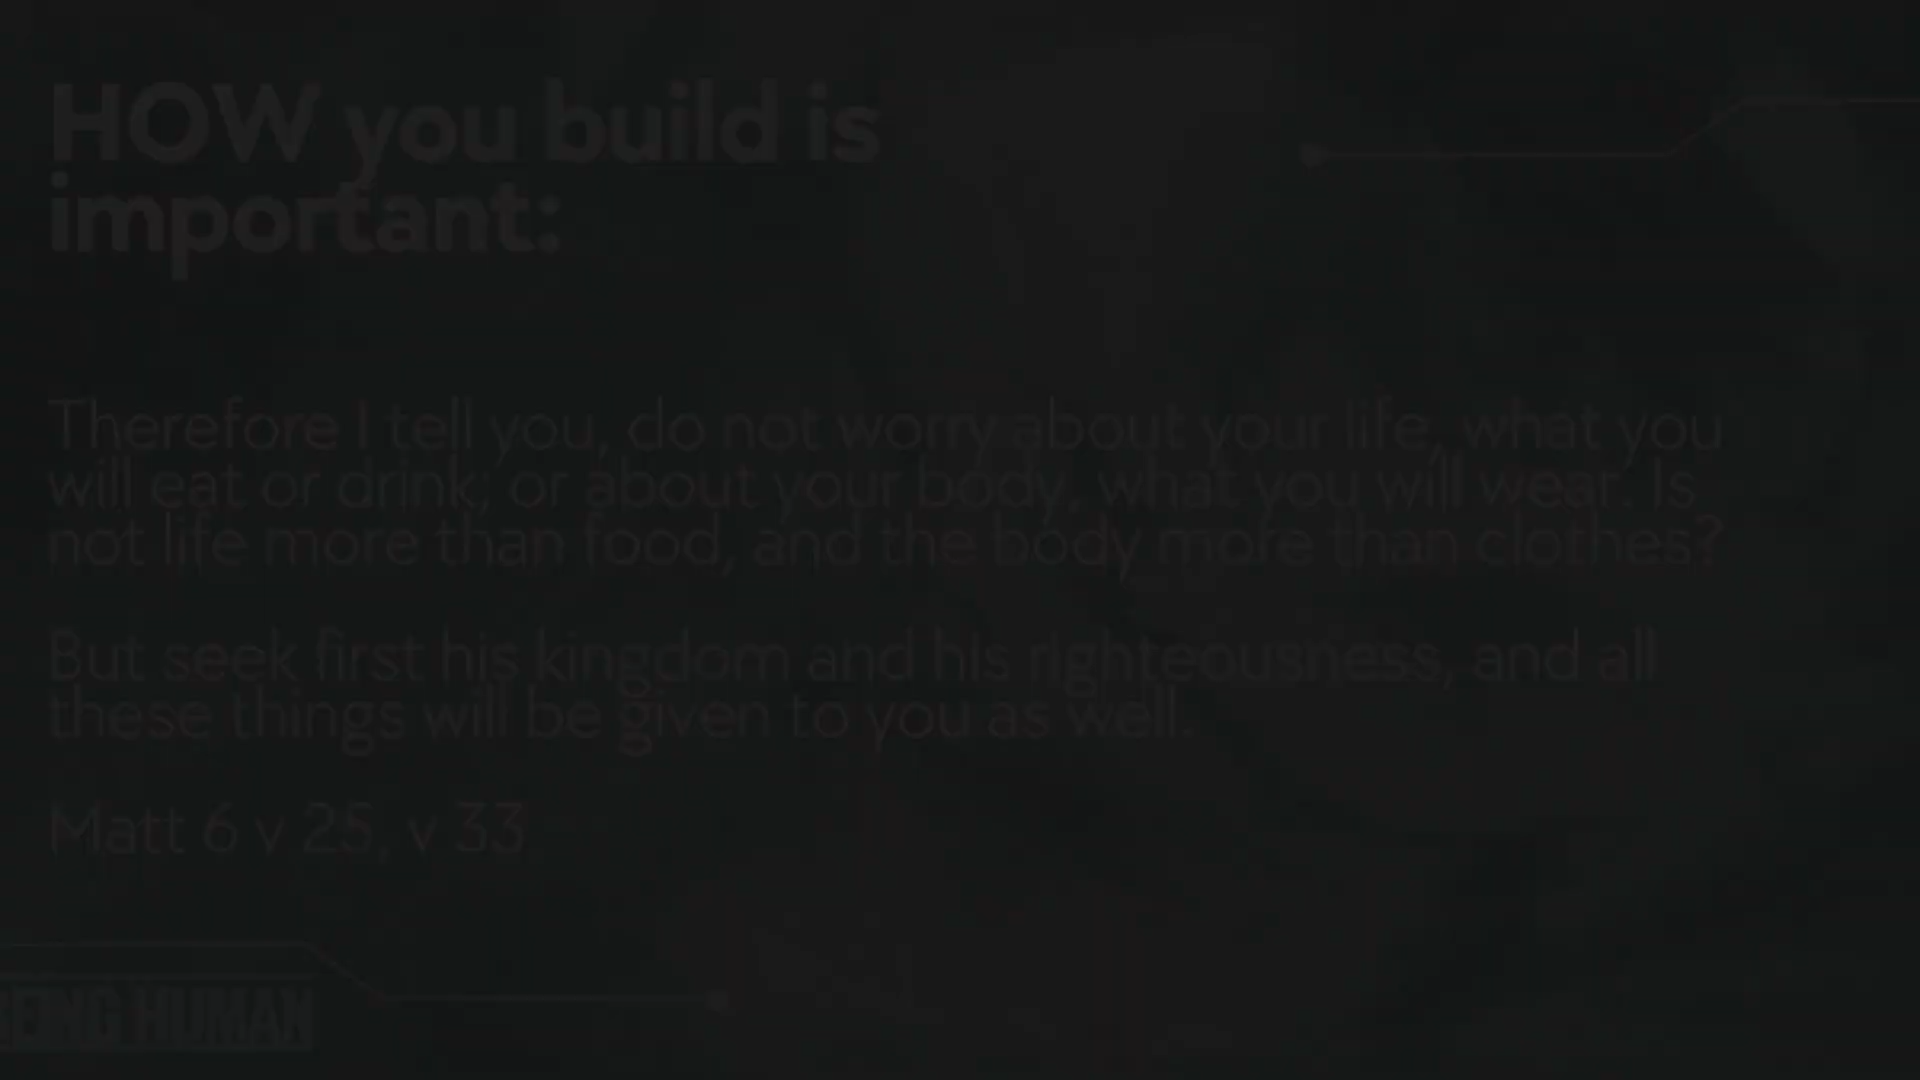 HOW you build is
important:
Therefore I tell you, do not worry about your life, what you
will eat or drink; or about your body, what you will wear. Is
not life more than food, and the body more than clothes?
But seek first his kingdom and his righteousness, and all
these things will be given to you as well.
Matt 6 v 25, v 33
BEING HUMAN